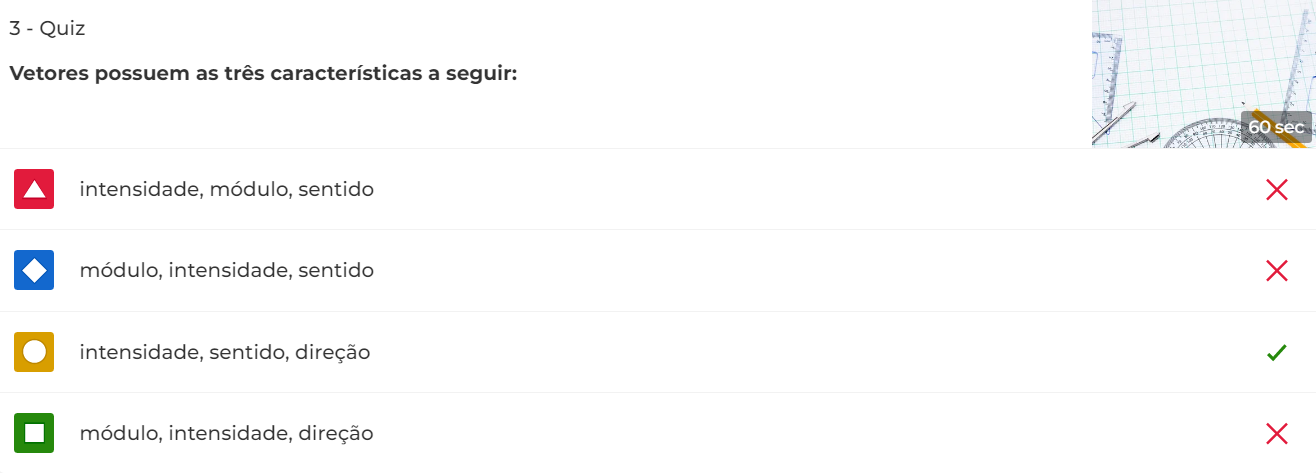 3 - Quiz
Vetores possuem as três características a seguir:
60 sec
intensidade, módulo, sentido
módulo, intensidade, sentido
intensidade, sentido, direção
módulo, intensidade, direção